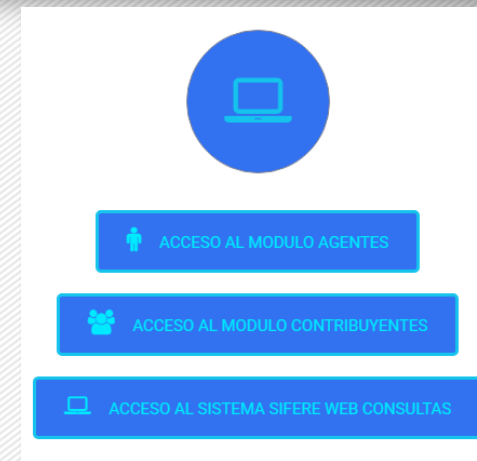 ACCESO AL MODULO AGENTES
ACCESO AL MODULO CONTRIBUYENTES
ACCESO AL SISTEMA SIFERE WEB CONSULTAS